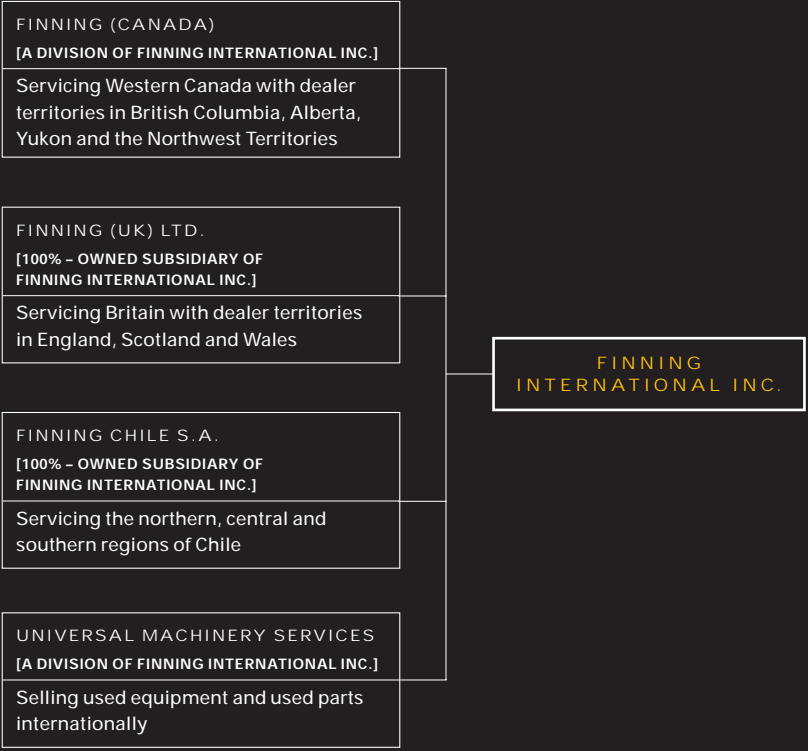 FINNING (CANADA)
[A DIVISION OF FINNING INTERNATIONAL INC.]
Servicing Western Canada with dealer
territories in British Columbia, Alberta,
Yukon and the Northwest Territories
FINNING (UK) LTD.
[100% – OWNED SUBSIDIARY OF
FINNING INTERNATIONAL INC.]
Servicing Britain with dealer territories
in England, Scotland and Wales
FINNING CHILE S.A.
[100% – OWNED SUBSIDIARY OF
FINNING INTERNATIONAL INC.]
Servicing the northern, central and
southern regions of Chile
UNIVERSAL MACHINERY SERVICES
[A DIVISION OF FINNING INTERNATIONAL INC.]
Selling used equipment and used parts
internationally
FINNING
INTERNATIONAL INC.